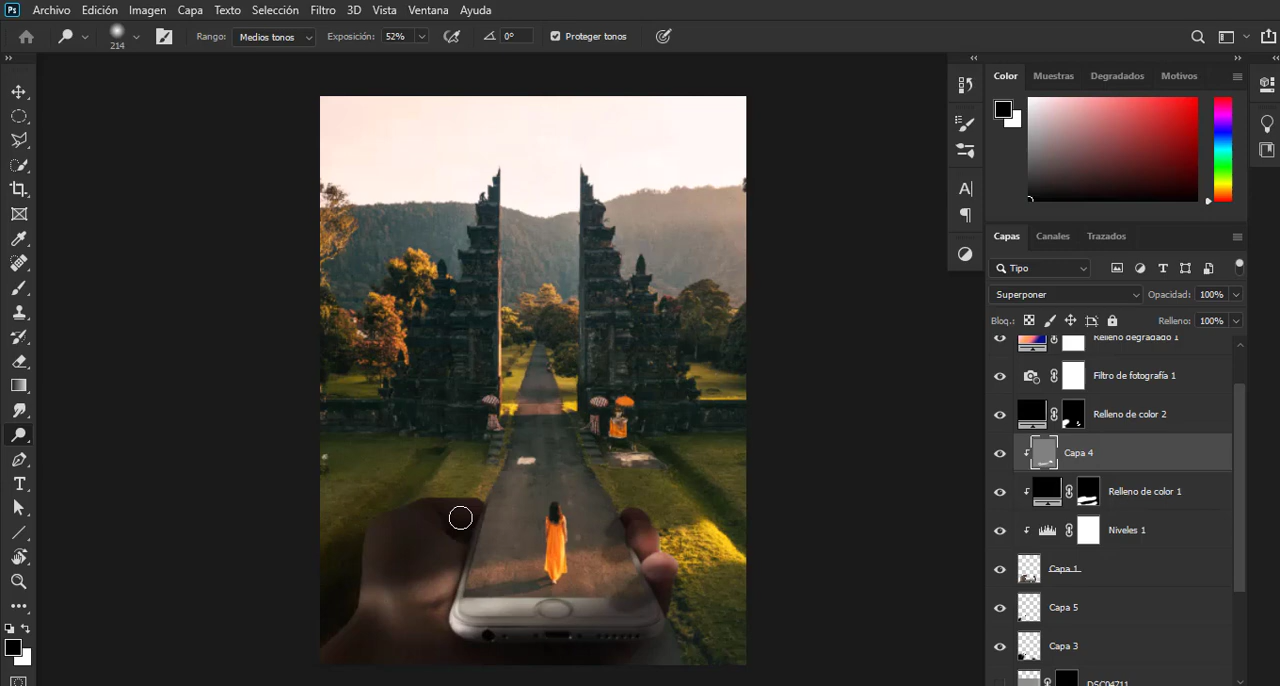 Ps Archivo Edición Imagen Capa Texto Selección Filtro 3D Vista Ventana Ayuda
214 Rango: Medios tonos Exposición: 52% 0° Proteger tonos
Color Muestras Degradados Motivos
Capas Canales Trazados
Tipo
Superponer Opacidad: 100%
Bloq.: Relleno: 100%
Relleno degradado 1
Filtro de fotografía 1
Relleno de color 2
Capa 4
Relleno de color 1
Niveles 1
Capa 1
Capa 5
Capa 3
DSC04711